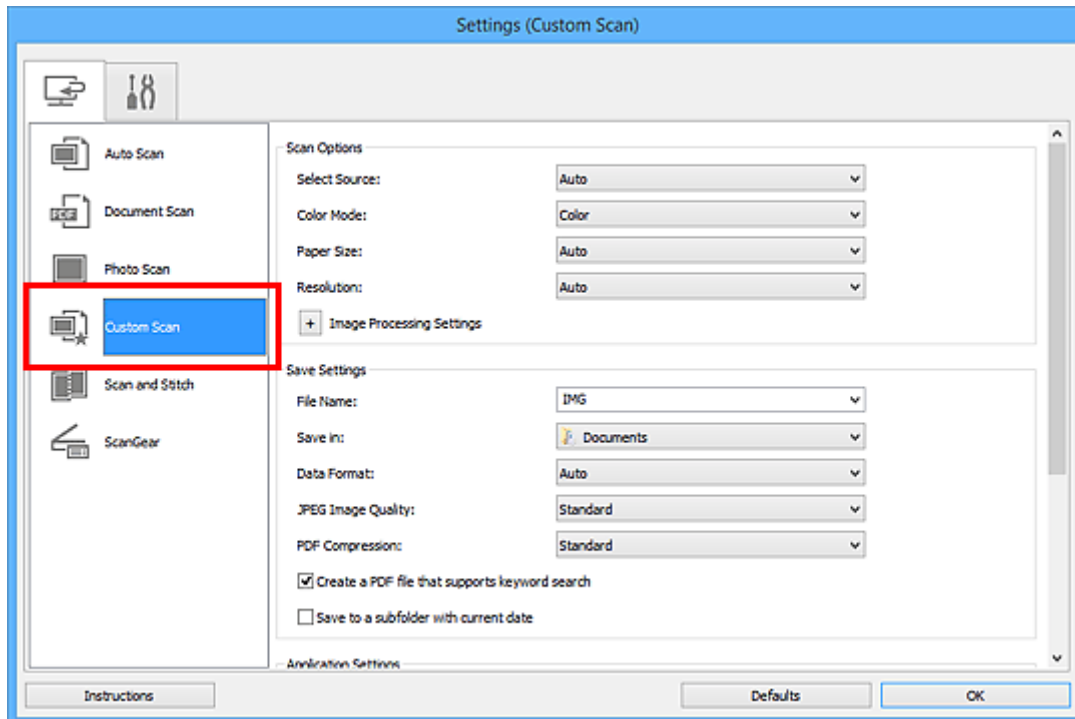 Settings (Custom Scan)
Auto Scan
PDF
Document Scan
Photo Scan
Custom Scan
Scan and Stitch
ScanGear
Scan Options
Select Source: Auto
Color Mode: Color
Paper Size: Auto
Resolution: Auto
+ Image Processing Settings
Save Settings
File Name: IMG
Save in: Documents
Data Format: Auto
JPEG Image Quality: Standard
PDF Compression: Standard
Create a PDF file that supports keyword search
Save to a subfolder with current date
Application Settings
Instructions Defaults OK